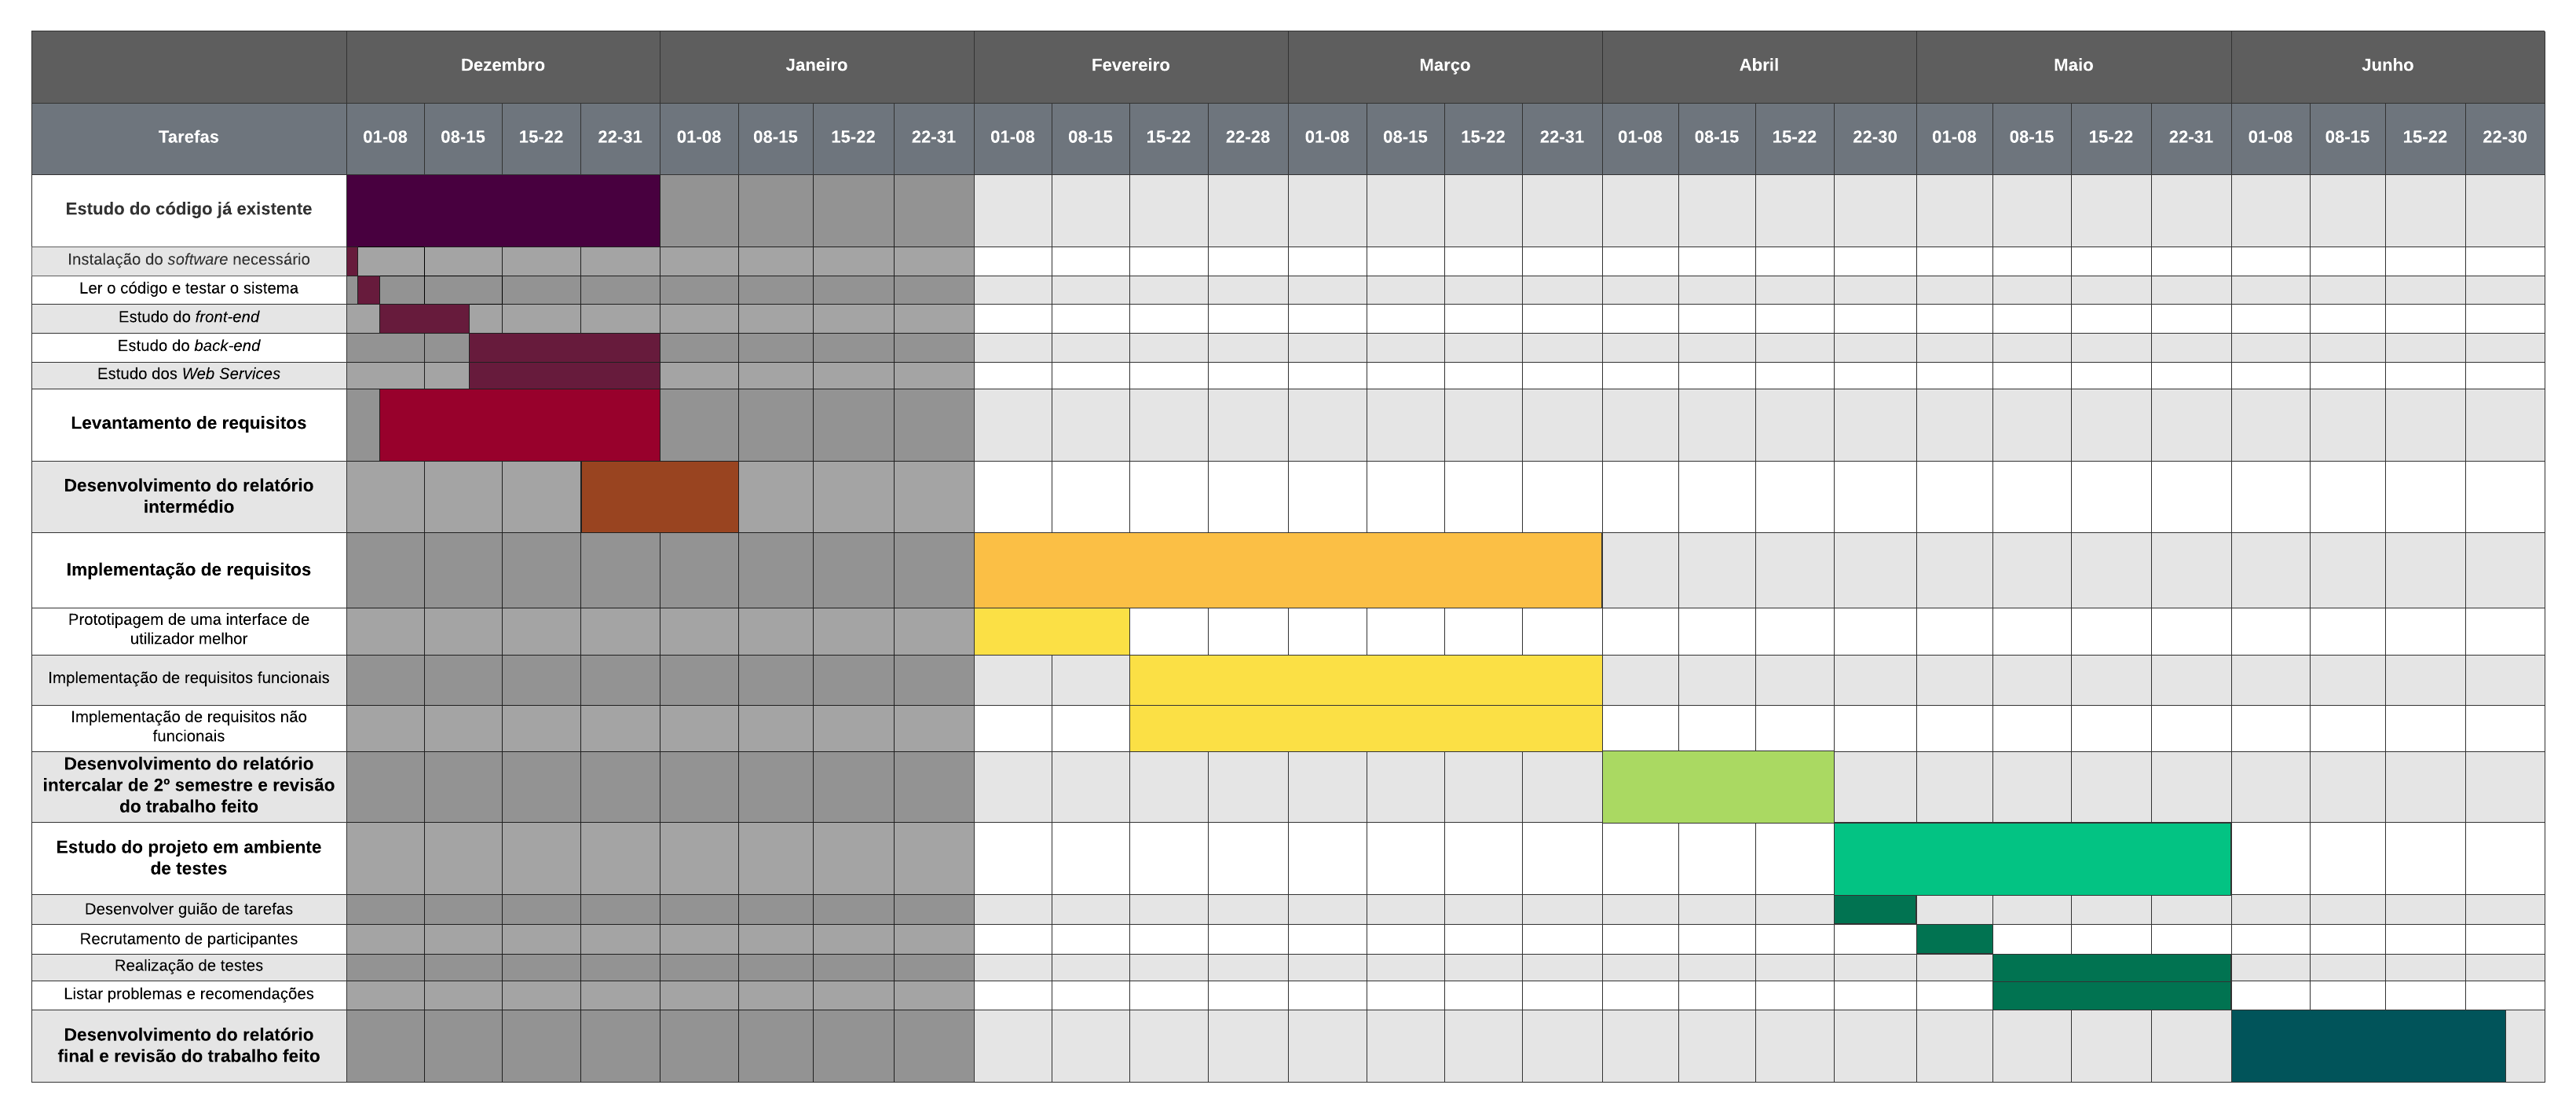 Dezembro Janeiro Fevereiro Março Abril Maio Junho
Tarefas 01-08 08-15 15-22 22-31 01-08 08-15 15-22 22-31 01-08 08-15 15-22 22-28 01-08 08-15 15-22 22-31 01-08 08-15 15-22 22-30 01-08 08-15 15-22 22-31 01-08 08-15 15-22 22-30
Estudo do código já existente
Instalação do software necessário
Ler o código e testar o sistema
Estudo do front-end
Estudo do back-end
Estudo dos Web Services
Levantamento de requisitos
Desenvolvimento do relatório
intermédio
Implementação de requisitos
Prototipagem de uma interface de
utilizador melhor
Implementação de requisitos funcionais
Implementação de requisitos não
funcionais
Desenvolvimento do relatório
intercalar de 2º semestre e revisão
do trabalho feito
Estudo do projeto em ambiente
de testes
Desenvolver guião de tarefas
Recrutamento de participantes
Realização de testes
Listar problemas e recomendações
Desenvolvimento do relatório
final e revisão do trabalho feito